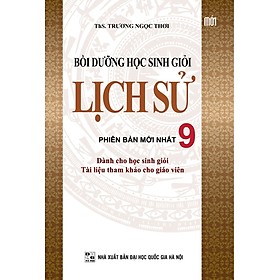 MỚI
ThS. TRƯƠNG NGỌC THƠI
BỒI DƯỠNG HỌC SINH GIỎI
LỊCH SỬ
PHIÊN BẢN MỚI NHẤT 9
Dành cho học sinh giỏi
Tài liệu tham khảo cho giáo viên
NHÀ XUẤT BẢN ĐẠI HỌC QUỐC GIA HÀ NỘI